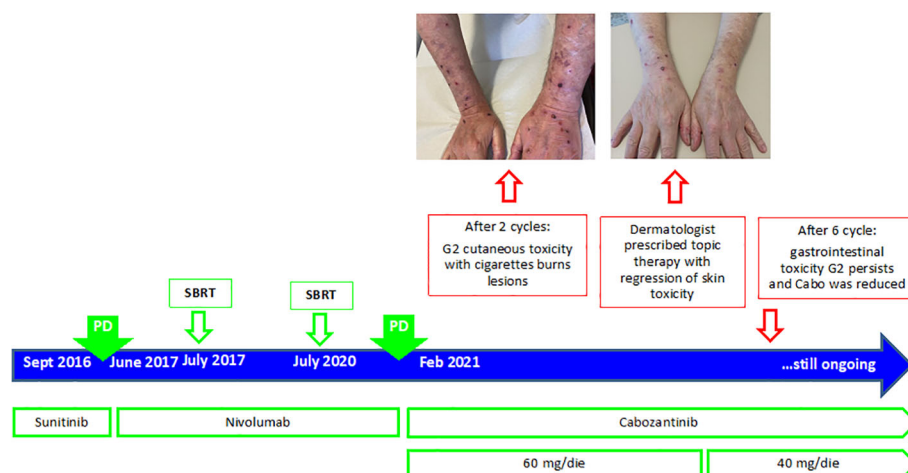 After 2 cycles:
G2 cutaneous toxicity
with cigarettes burns
lesions
Dermatologist
prescribed topic
therapy with
regression of skin
toxicity
After 6 cycle:
gastrointestinal
toxicity G2 persists
and Cabo was reduced
SBRT
SBRT
PD
PD
Sept 2016
June 2017
July 2017
July 2020
Feb 2021
...still ongoing
Sunitinib
Nivolumab
Cabozantinib
60 mg/die
40 mg/die